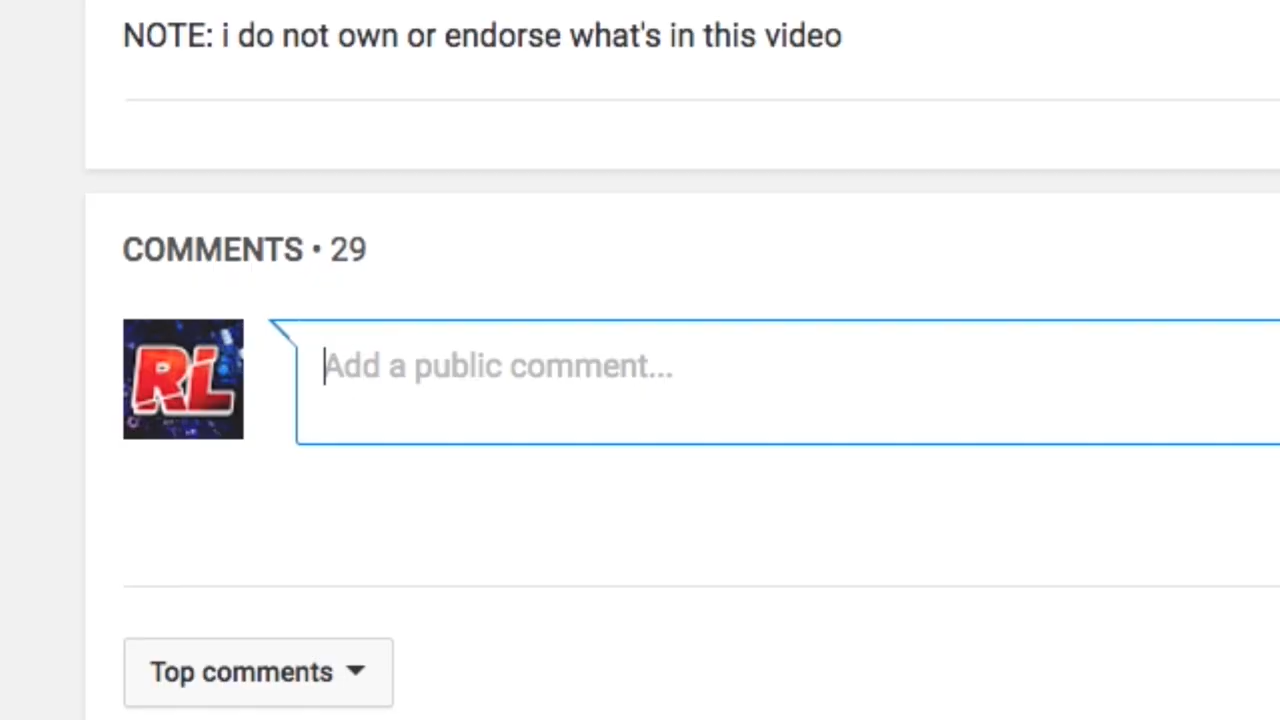 NOTE: i do not own or endorse what's in this video
COMMENTS • 29
RL
Add a public comment...
Top comments